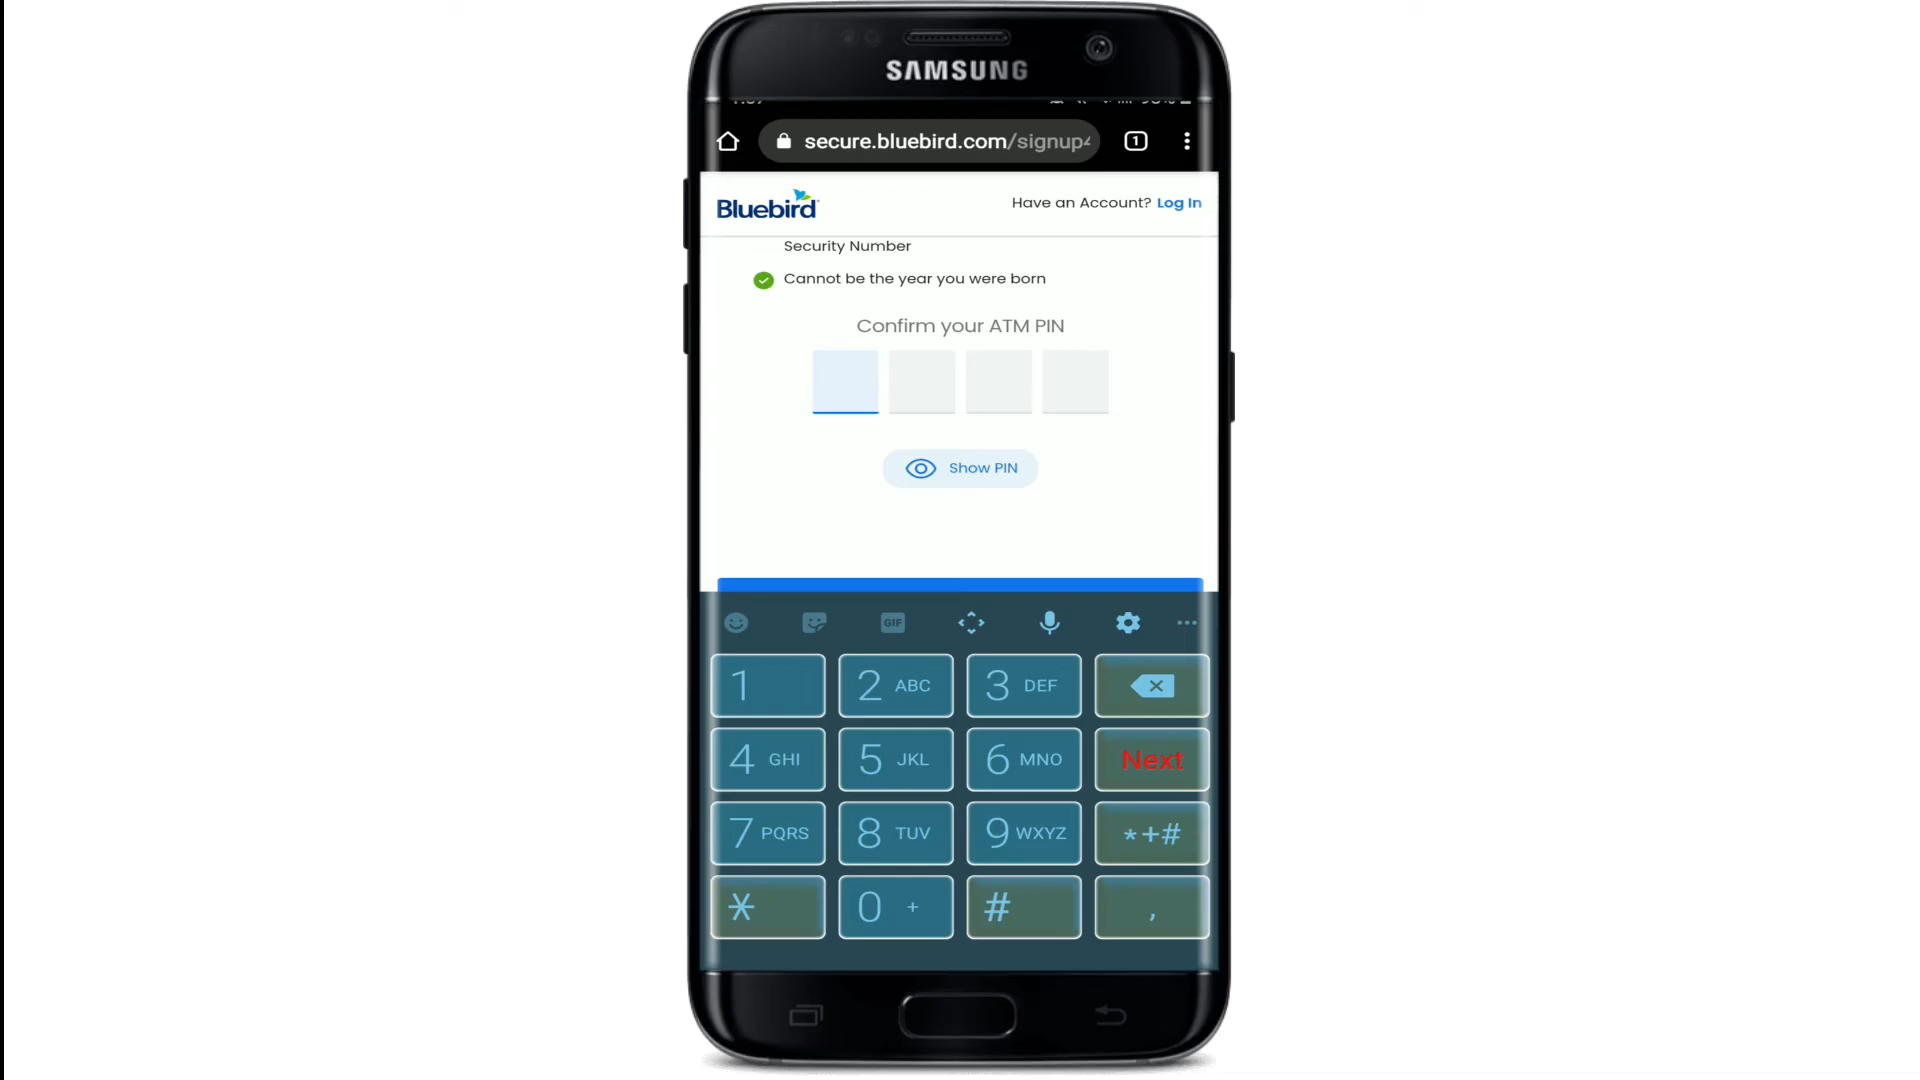 SAMSUNG
secure.bluebird.com/signup
1
Bluebird
Have an Account? Log In
Security Number
Cannot be the year you were born
Confirm your ATM PIN
Show PIN
GIF
1
2 ABC
3 DEF
4 GHI
5 JKL
6 MNO
Next
7 PQRS
8 TUV
9 WXYZ
*+#
*
0 +
#
,